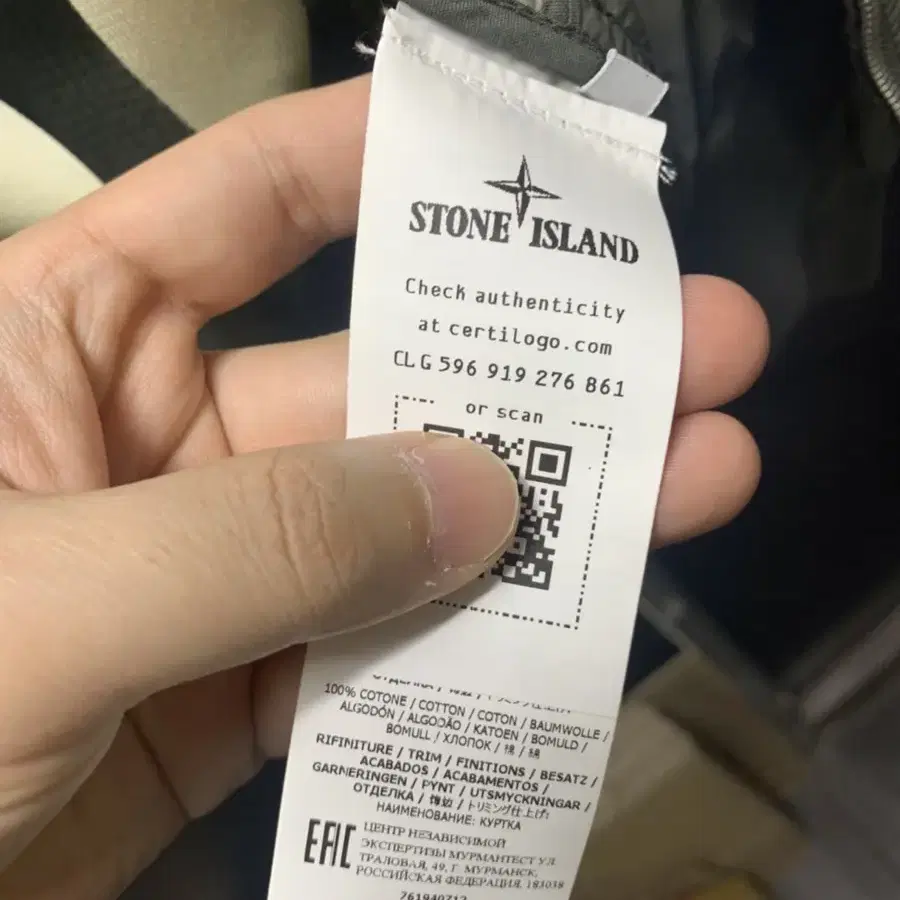 STONE ISLAND
Check authenticity
at certilogo.com
CLG 596 919 276 861
or scan
100% COTONE / COTTON / COTON / BAUMWOLLE /
ALGODÓN / ALGODÃO / KATOEN / BOMULD /
BOMULL / ХЛОПОК / 棉 / 綿
RIFINITURE / TRIM / FINITIONS / BESATZ /
ACABADOS / ACABAMENTOS /
GARNERINGEN / PYNT / UTSMYCKNINGAR /
ОТДЕЛКА / 饰边 / トリミング仕上げ:
НАИМЕНОВАНИЕ: КУРТКА
EAC
ЦЕНТР НЕЗАВИСИМОЙ
ЭКСПЕРТИЗЫ МУРМАНТЕСТ УЛ.
ТРАЛОВАЯ, 49, Г. МУРМАНСК,
РОССИЙСКАЯ ФЕДЕРАЦИЯ, 183038